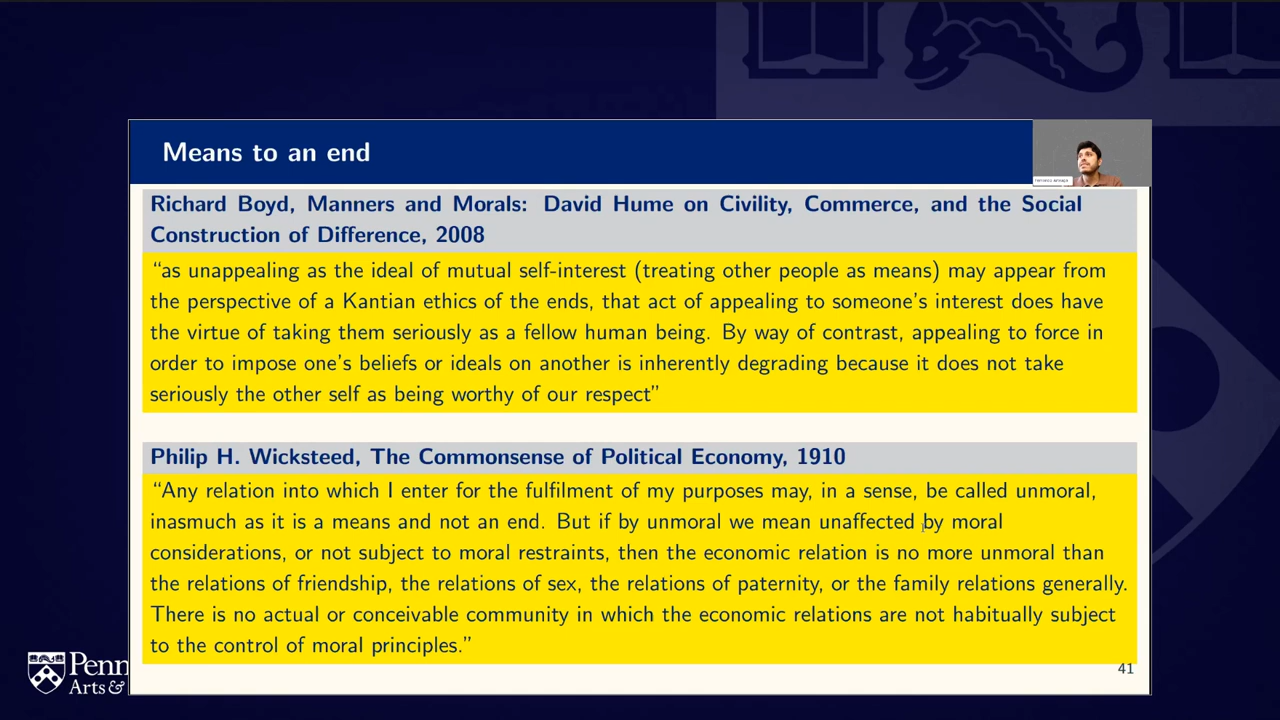 Means to an end
Richard Boyd, Manners and Morals: David Hume on Civility, Commerce, and the Social
Construction of Difference, 2008
“as unappealing as the ideal of mutual self-interest (treating other people as means) may appear from
the perspective of a Kantian ethics of the ends, that act of appealing to someone’s interest does have
the virtue of taking them seriously as a fellow human being. By way of contrast, appealing to force in
order to impose one’s beliefs or ideals on another is inherently degrading because it does not take
seriously the other self as being worthy of our respect”
Philip H. Wicksteed, The Commonsense of Political Economy, 1910
“Any relation into which I enter for the fulfilment of my purposes may, in a sense, be called unmoral,
inasmuch as it is a means and not an end. But if by unmoral we mean unaffected by moral
considerations, or not subject to moral restraints, then the economic relation is no more unmoral than
the relations of friendship, the relations of sex, the relations of paternity, or the family relations generally.
There is no actual or conceivable community in which the economic relations are not habitually subject
to the control of moral principles.”
41
Penn
Arts &